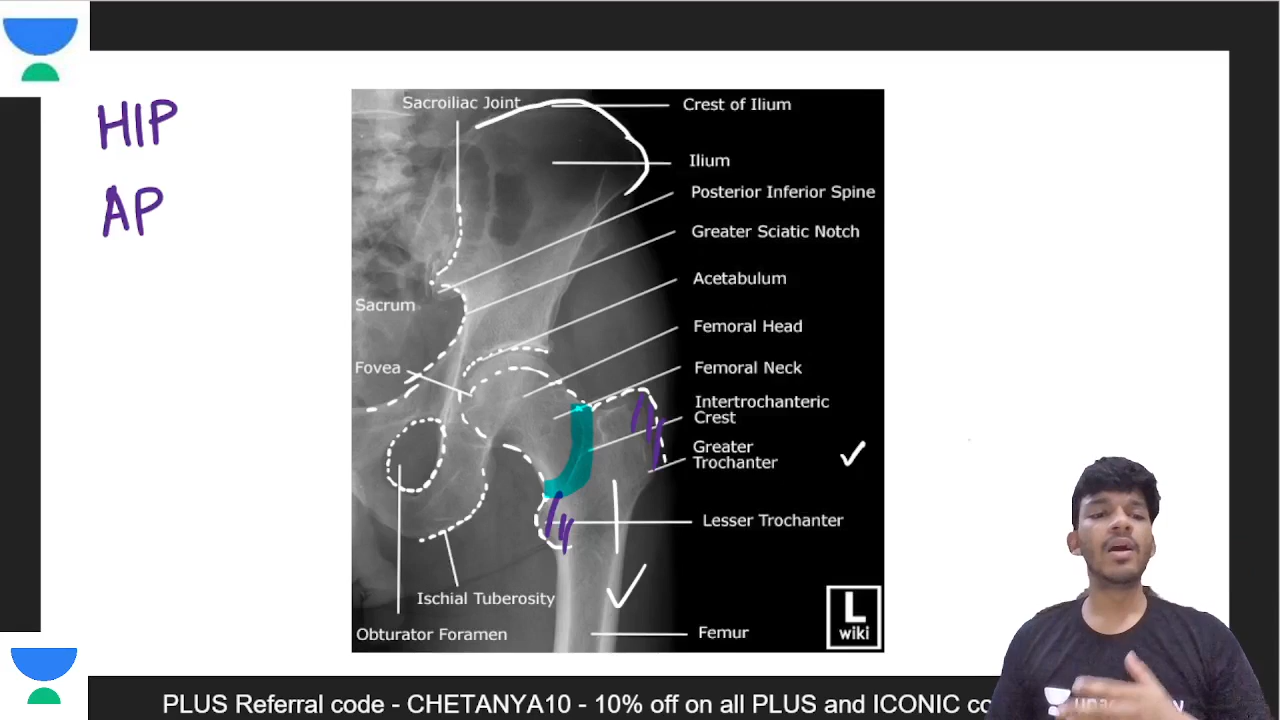 HIP
AP
Sacroiliac Joint
Crest of Ilium
Ilium
Posterior Inferior Spine
Greater Sciatic Notch
Acetabulum
Sacrum
Femoral Head
Fovea
Femoral Neck
Intertrochanteric
Crest
Greater
Trochanter
Lesser Trochanter
Ischial Tuberosity
Obturator Foramen
Femur
L
wiki
PLUS Referral code - CHETANYA10 - 10% off on all PLUS and ICONIC co